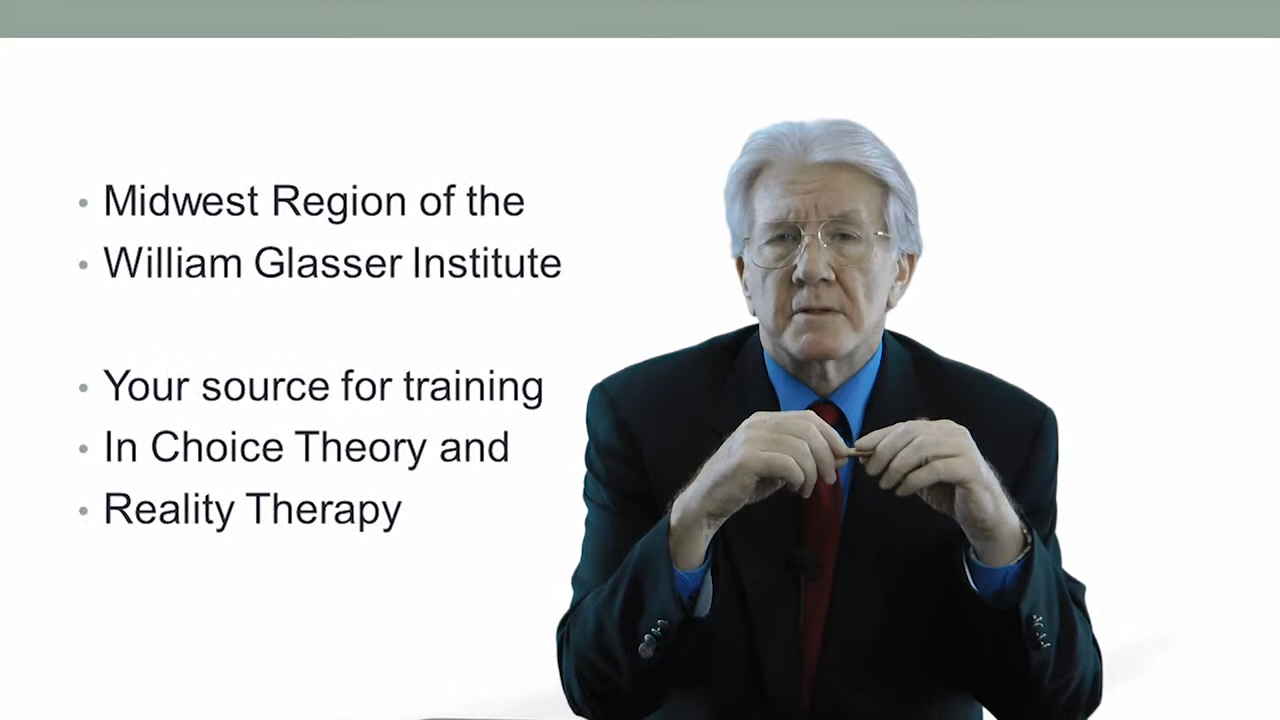 • Midwest Region of the
• William Glasser Institute
• Your source for training
• In Choice Theory and
• Reality Therapy